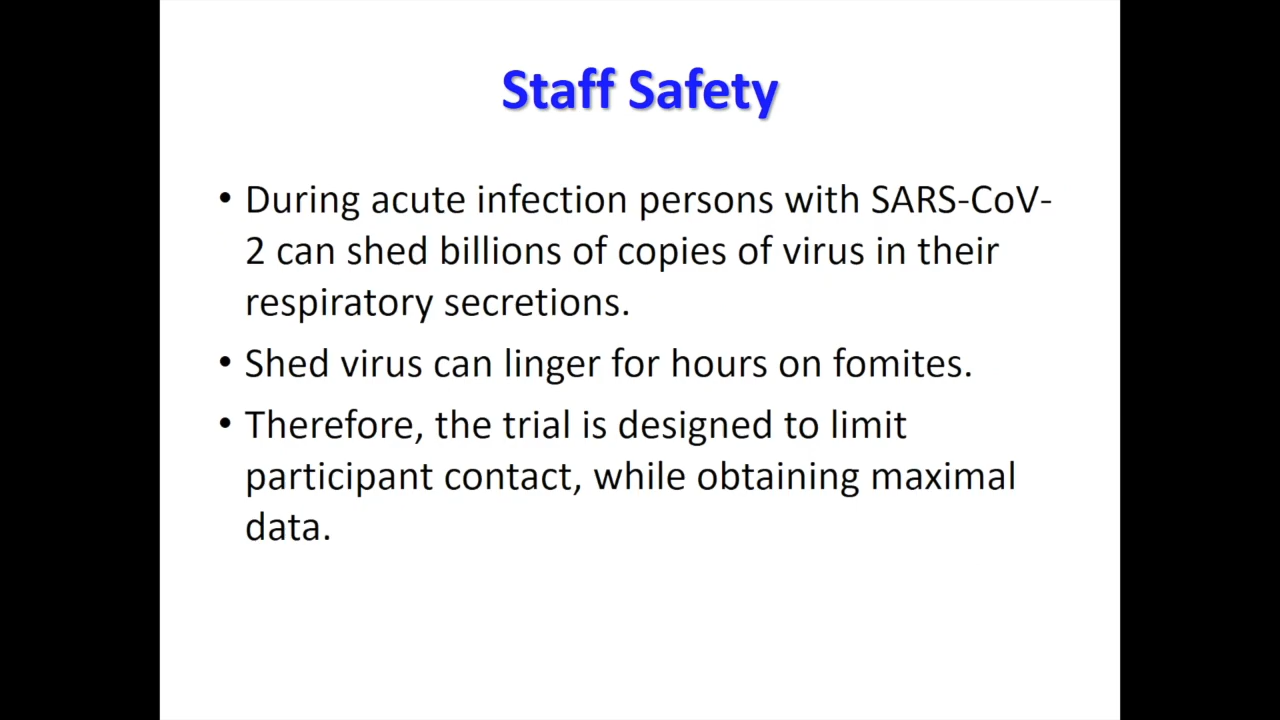 Staff Safety
• During acute infection persons with SARS-CoV-
2 can shed billions of copies of virus in their
respiratory secretions.
• Shed virus can linger for hours on fomites.
• Therefore, the trial is designed to limit
participant contact, while obtaining maximal
data.